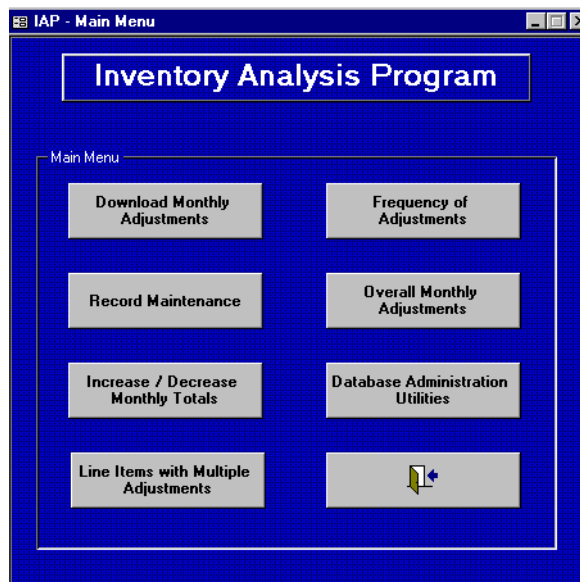 IAP - Main Menu
Inventory Analysis Program
Main Menu
Download Monthly
Adjustments
Frequency of
Adjustments
Record Maintenance
Overall Monthly
Adjustments
Increase / Decrease
Monthly Totals
Database Administration
Utilities
Line Items with Multiple
Adjustments